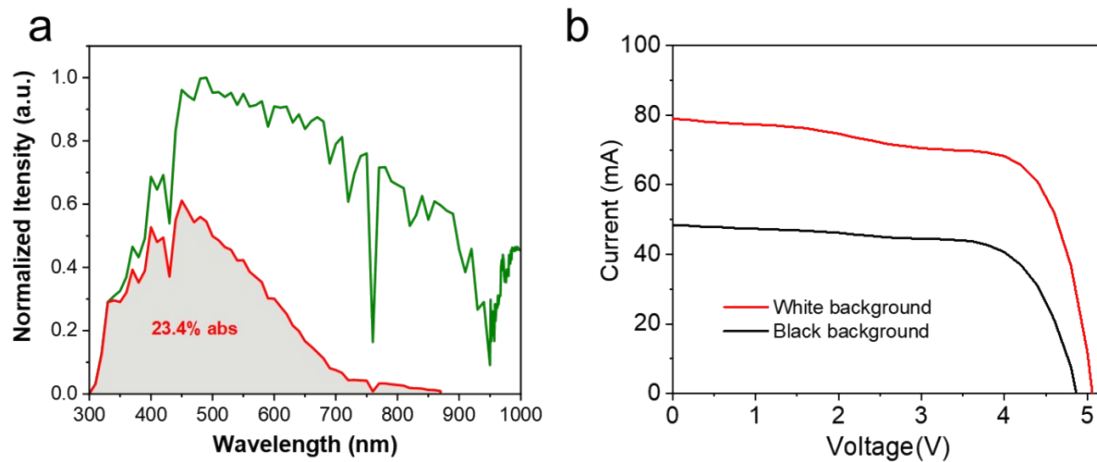 a
Normalized Itensity (a.u.)
1.0
0.8
0.6
0.4
0.2
0.0
23.4% abs
300 400 500 600 700 800 900 1000
Wavelength (nm)
b
Current (mA)
100
80
60
40
20
0
White background
Black background
0 1 2 3 4 5
Voltage(V)